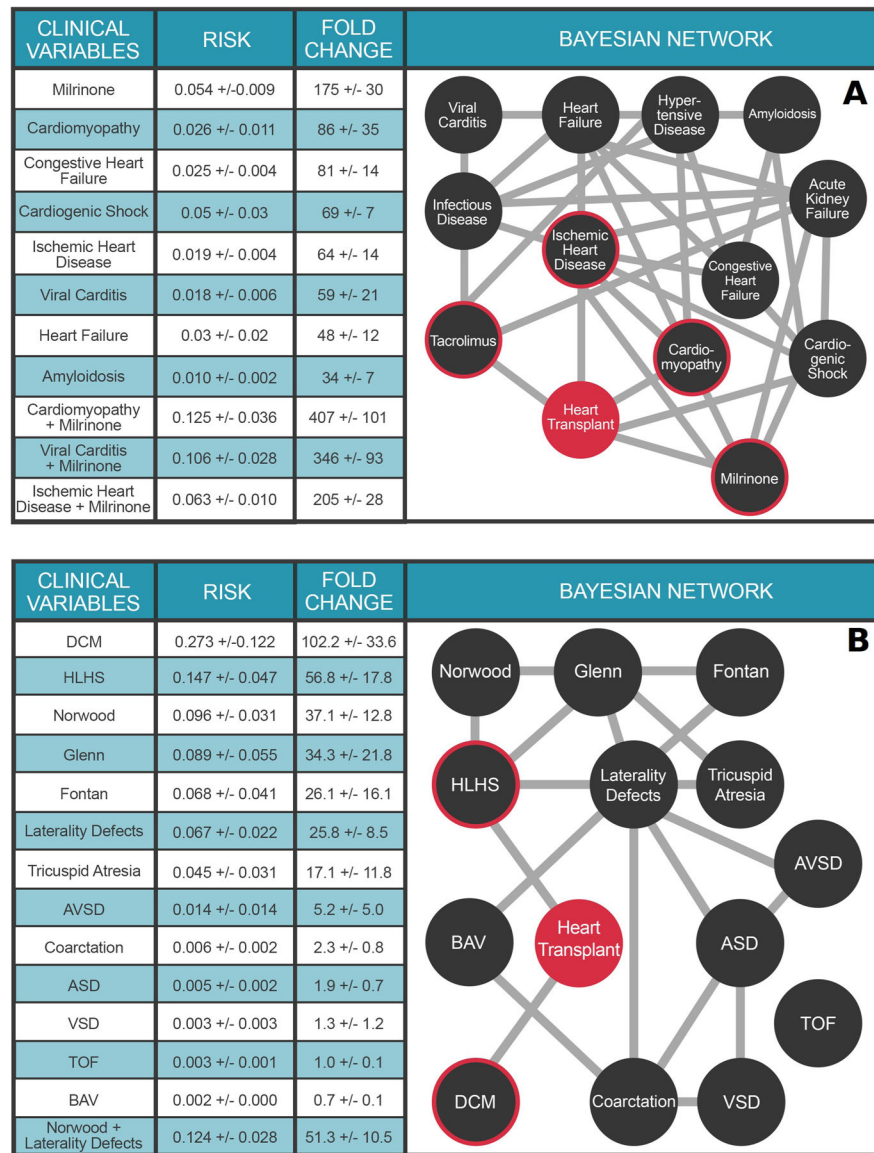 CLINICAL
VARIABLES
RISK
FOLD
CHANGE
BAYESIAN NETWORK
Milrinone
0.054 +/-0.009
175 +/- 30
Cardiomyopathy
0.026 +/- 0.011
86 +/- 35
Congestive Heart
Failure
0.025 +/- 0.004
81 +/- 14
Cardiogenic Shock
0.05 +/- 0.03
69 +/- 7
Ischemic Heart
Disease
0.019 +/- 0.004
64 +/- 14
Viral Carditis
0.018 +/- 0.006
59 +/- 21
Heart Failure
0.03 +/- 0.02
48 +/- 12
Amyloidosis
0.010 +/- 0.002
34 +/- 7
Cardiomyopathy
+ Milrinone
0.125 +/- 0.036
407 +/- 101
Viral Carditis
+ Milrinone
0.106 +/- 0.028
346 +/- 93
Ischemic Heart
Disease + Milrinone
0.063 +/- 0.010
205 +/- 28
A
Viral
Carditis
Heart
Failure
Hyper-
tensive
Disease
Amyloidosis
Infectious
Disease
Acute
Kidney
Failure
Ischemic
Heart
Disease
Congestive
Heart
Failure
Tacrolimus
Cardio-
myopathy
Cardio-
genic
Shock
Heart
Transplant
Milrinone
CLINICAL
VARIABLES
RISK
FOLD
CHANGE
BAYESIAN NETWORK
DCM
0.273 +/-0.122
102.2 +/- 33.6
HLHS
0.147 +/- 0.047
56.8 +/- 17.8
Norwood
0.096 +/- 0.031
37.1 +/- 12.8
Glenn
0.089 +/- 0.055
34.3 +/- 21.8
Fontan
0.068 +/- 0.041
26.1 +/- 16.1
Laterality Defects
0.067 +/- 0.022
25.8 +/- 8.5
Tricuspid Atresia
0.045 +/- 0.031
17.1 +/- 11.8
AVSD
0.014 +/- 0.014
5.2 +/- 5.0
Coarctation
0.006 +/- 0.002
2.3 +/- 0.8
ASD
0.005 +/- 0.002
1.9 +/- 0.7
VSD
0.003 +/- 0.003
1.3 +/- 1.2
TOF
0.003 +/- 0.001
1.0 +/- 0.1
BAV
0.002 +/- 0.000
0.7 +/- 0.1
Norwood +
Laterality Defects
0.124 +/- 0.028
51.3 +/- 10.5
B
Norwood
Glenn
Fontan
HLHS
Laterality
Defects
Tricuspid
Atresia
AVSD
BAV
Heart
Transplant
ASD
TOF
DCM
Coarctation
VSD